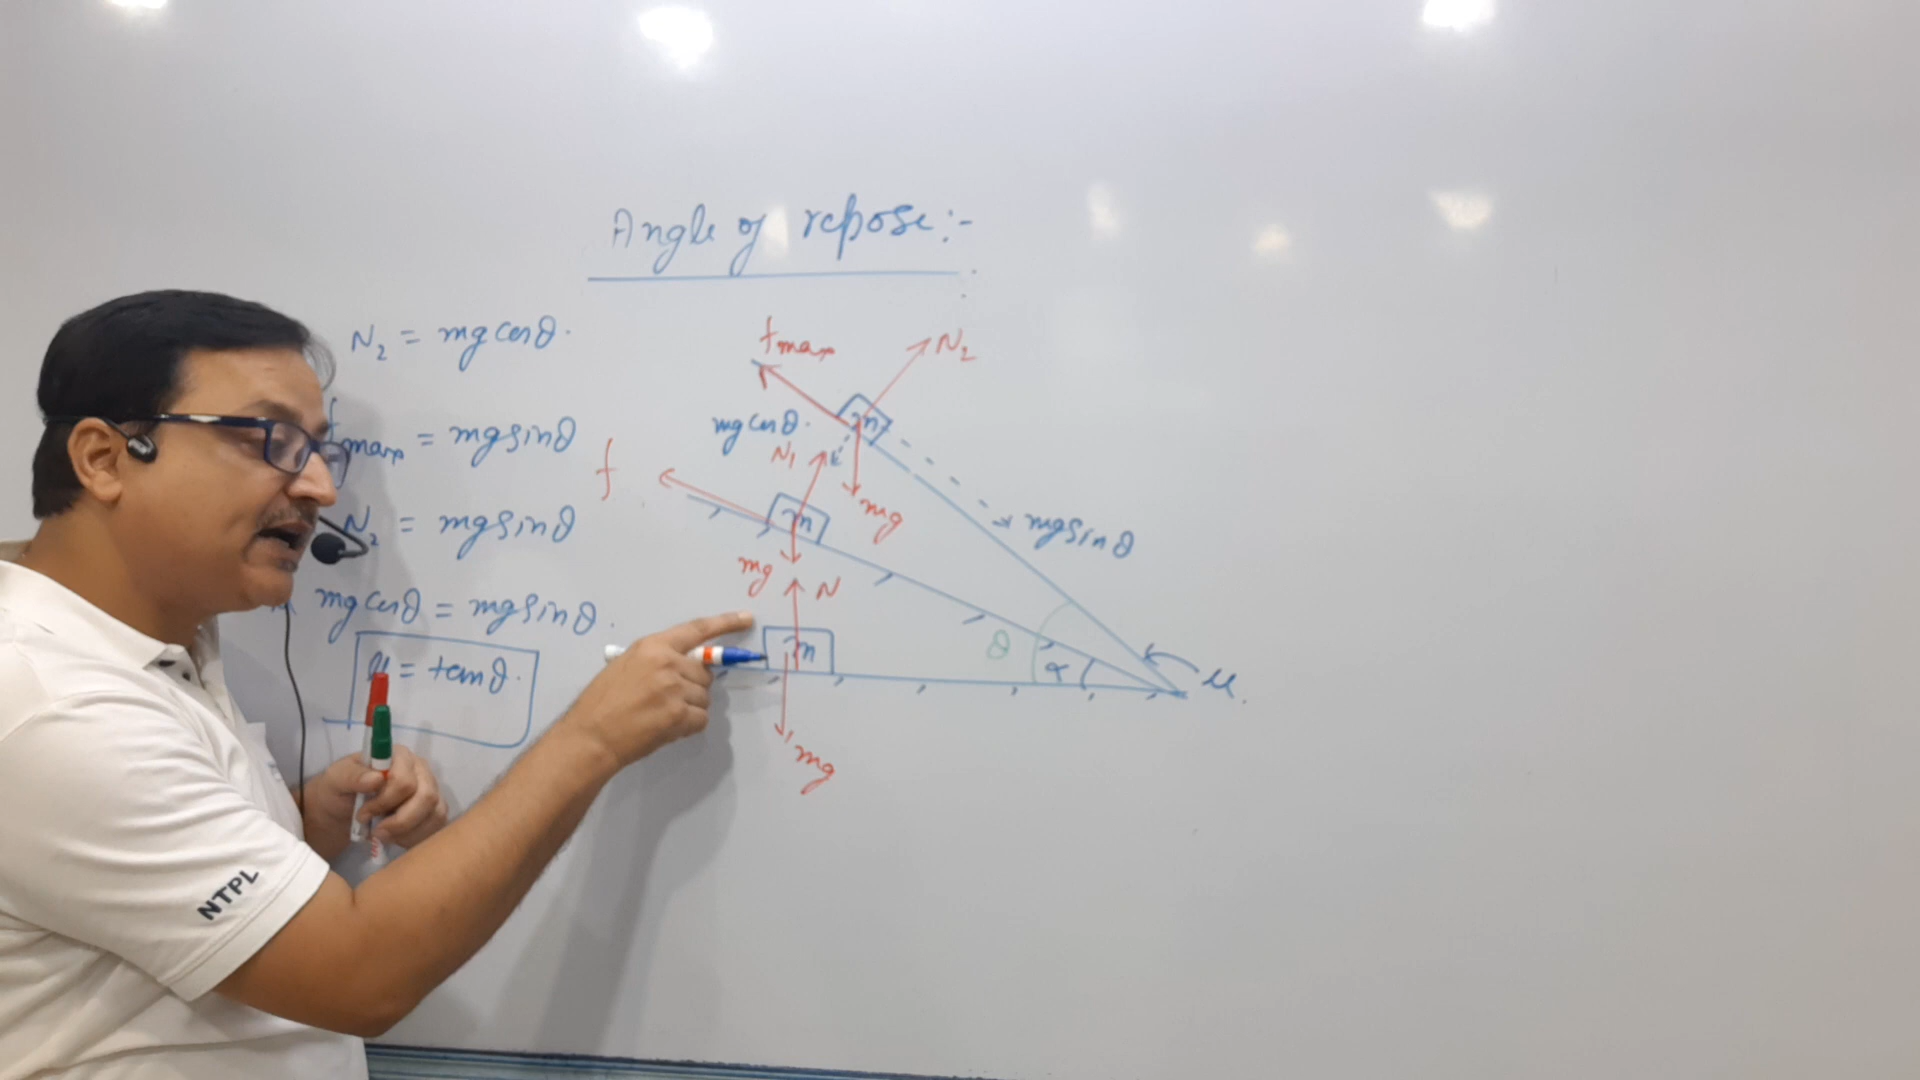 Angle of repose:-
N₂ = mg cosθ.
fmax = mg sinθ
N₂ = mg sinθ
mg cosθ = mg sinθ.
μ = tanθ.
fmax
N₂
mg cosθ.
m
N₁
f
mg
m
mg sinθ
mg
N
m
θ
α
μ.
mg
NTPL